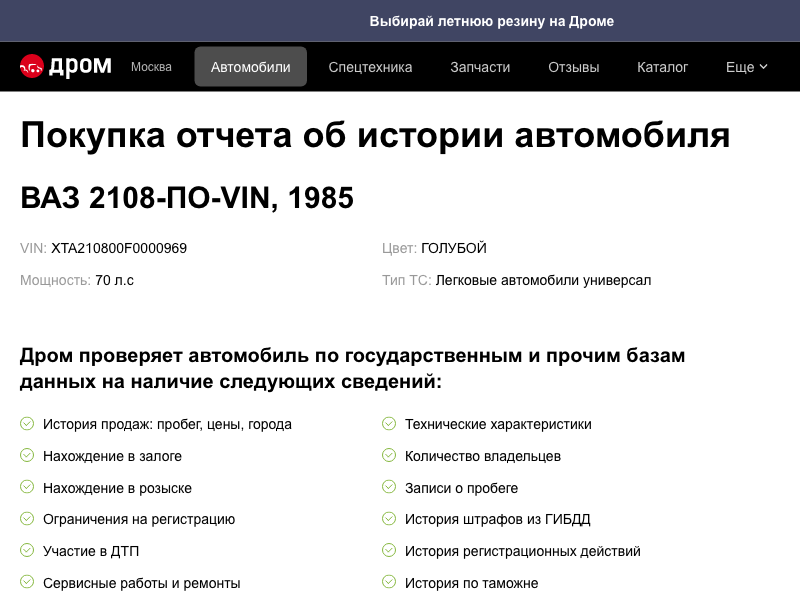 Выбирай летнюю резину на Дроме
дром Москва Автомобили Спецтехника Запчасти Отзывы Каталог Еще
Покупка отчета об истории автомобиля
ВАЗ 2108-ПО-VIN, 1985
VIN: XTA210800F0000969 Цвет: ГОЛУБОЙ
Мощность: 70 л.с Тип ТС: Легковые автомобили универсал
Дром проверяет автомобиль по государственным и прочим базам
данных на наличие следующих сведений:
История продаж: пробег, цены, города Технические характеристики
Нахождение в залоге Количество владельцев
Нахождение в розыске Записи о пробеге
Ограничения на регистрацию История штрафов из ГИБДД
Участие в ДТП История регистрационных действий
Сервисные работы и ремонты История по таможне